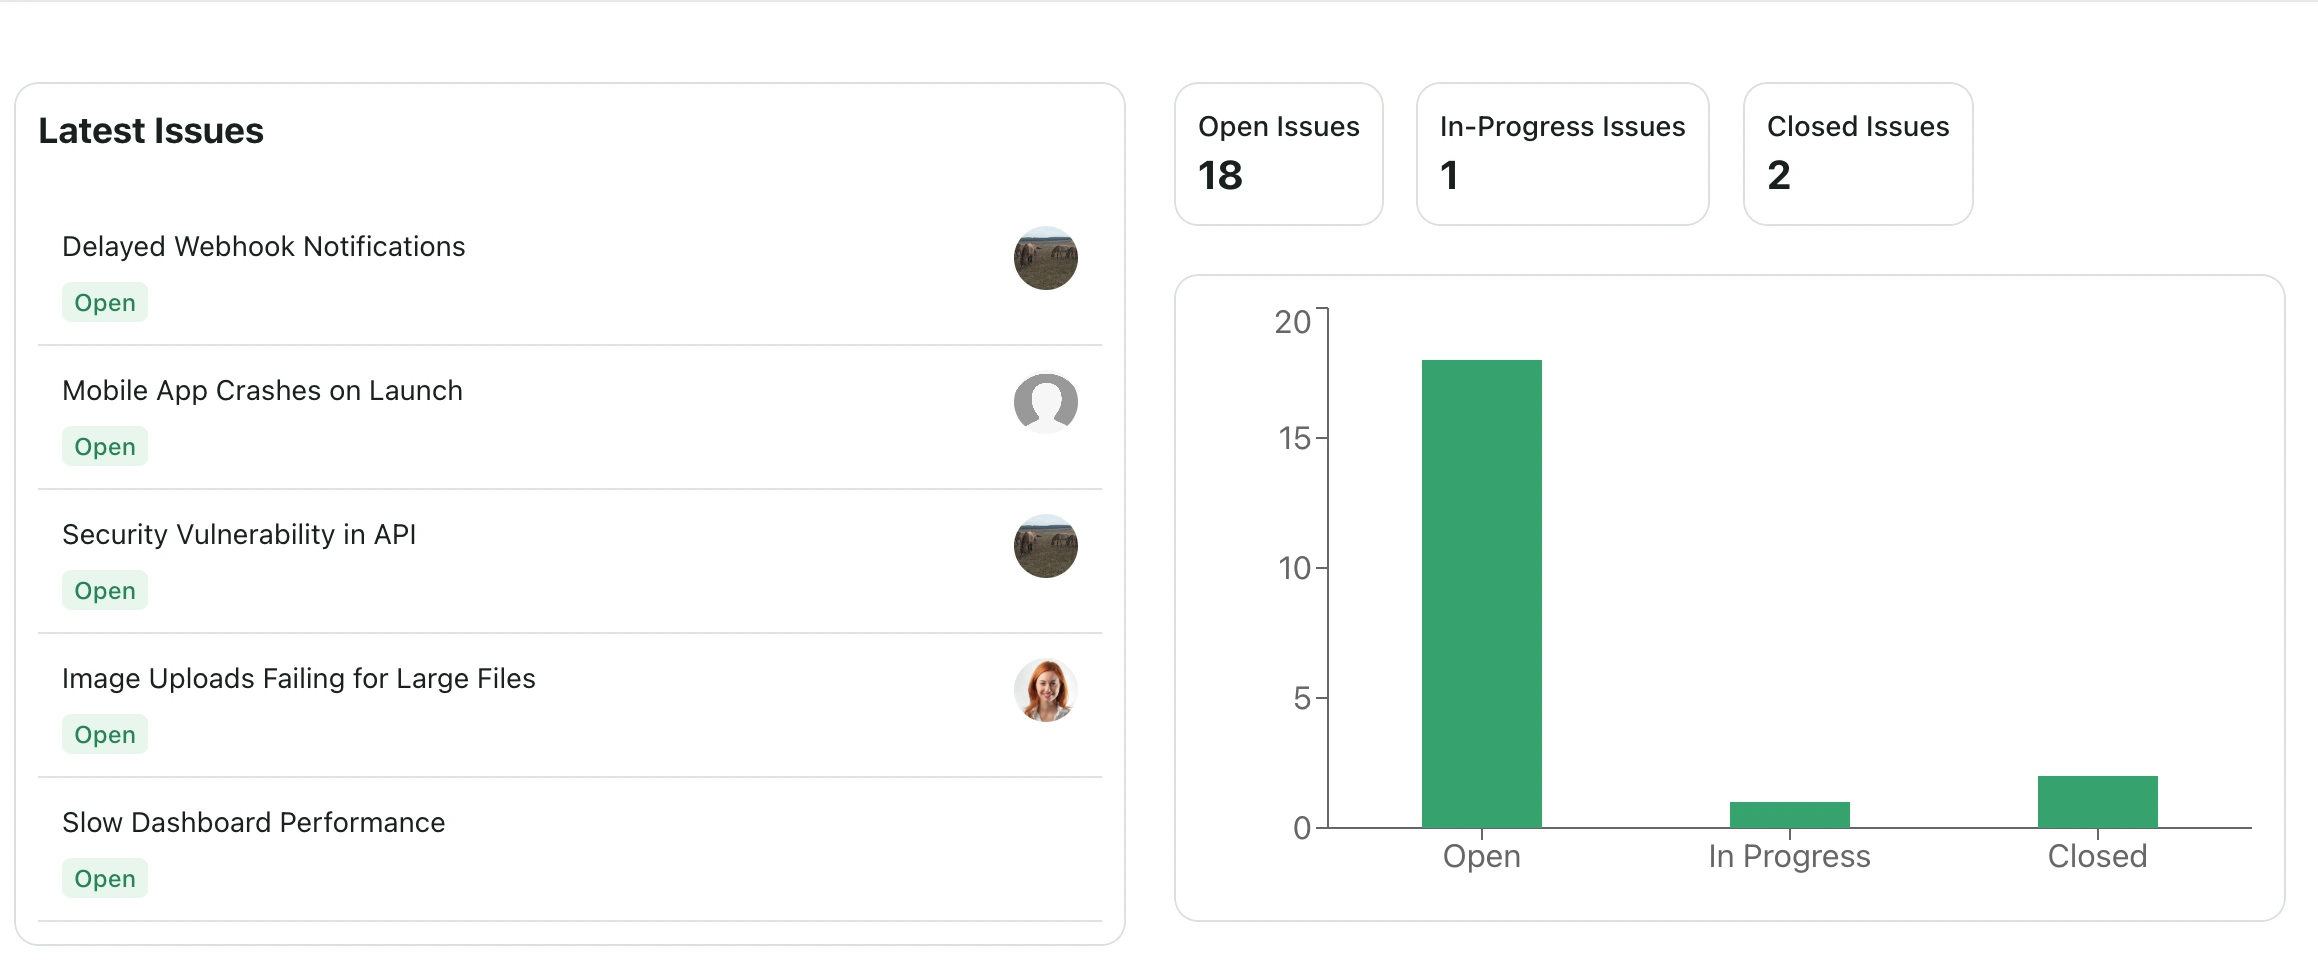 Latest Issues
Delayed Webhook Notifications
Open
Mobile App Crashes on Launch
Open
Security Vulnerability in API
Open
Image Uploads Failing for Large Files
Open
Slow Dashboard Performance
Open
Open Issues
18
In-Progress Issues
1
Closed Issues
2
20
15
10
5
0
Open
In Progress
Closed